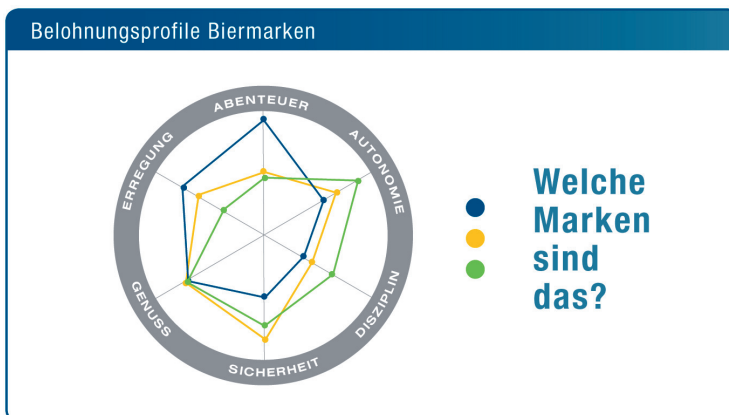 Belohnungsprofile Biermarken
ABENTEUER
AUTONOMIE
DISZIPLIN
SICHERHEIT
GENUSS
ERREGUNG
Welche
Marken
sind
das?